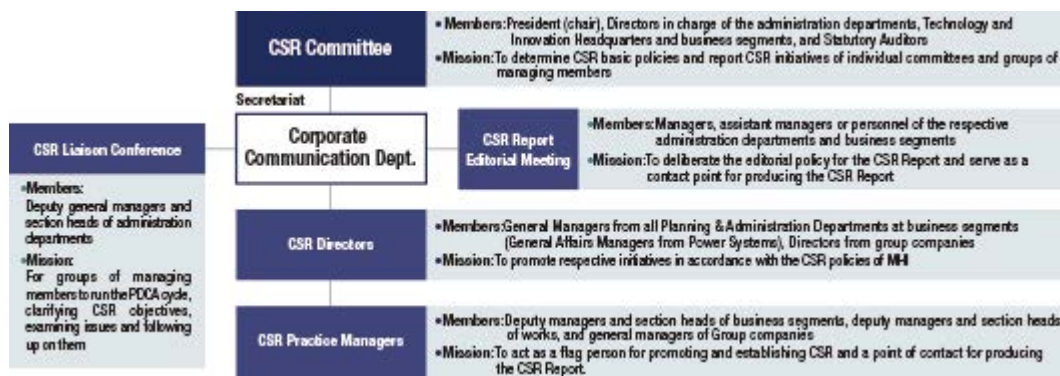 CSR Committee
•Members:President (chair), Directors in charge of the administration departments, Technology and
Innovation Headquarters and business segments, and Statutory Auditors
•Mission:To determine CSR basic policies and report CSR initiatives of individual committees and groups of
managing members
Secretariat
Corporate
Communication Dept.
CSR Liaison Conference
•Members:
Deputy general managers and
section heads of administration
departments
•Mission:
For groups of managing
members to run the PDCA cycle,
clarifying CSR objectives,
examining issues and following
up on them
CSR Report
Editorial Meeting
•Members:Managers, assistant managers or personnel of the respective
administration departments and business segments
•Mission:To deliberate the editorial policy for the CSR Report and serve as a
contact point for producing the CSR Report
CSR Directors
•Members:General Managers from all Planning & Administration Departments at business segments
(General Affairs Managers from Power Systems), Directors from group companies
•Mission:To promote respective initiatives in accordance with the CSR policies of MHI
CSR Practice Managers
•Members:Deputy managers and section heads of business segments, deputy managers and section heads
of works, and general managers of Group companies
•Mission:To act as a flag person for promoting and establishing CSR and a point of contact for producing
the CSR Report.